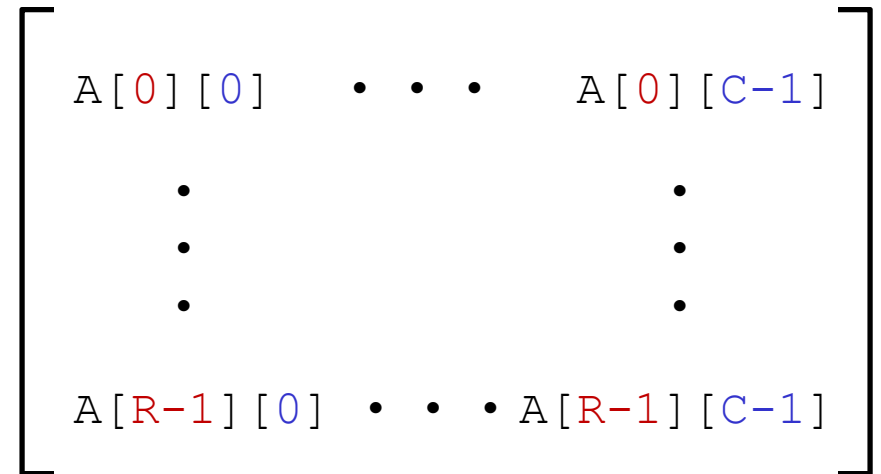 A[0][0] • • • A[0][C-1]
• •
• •
• •
A[R-1][0] • • • A[R-1][C-1]